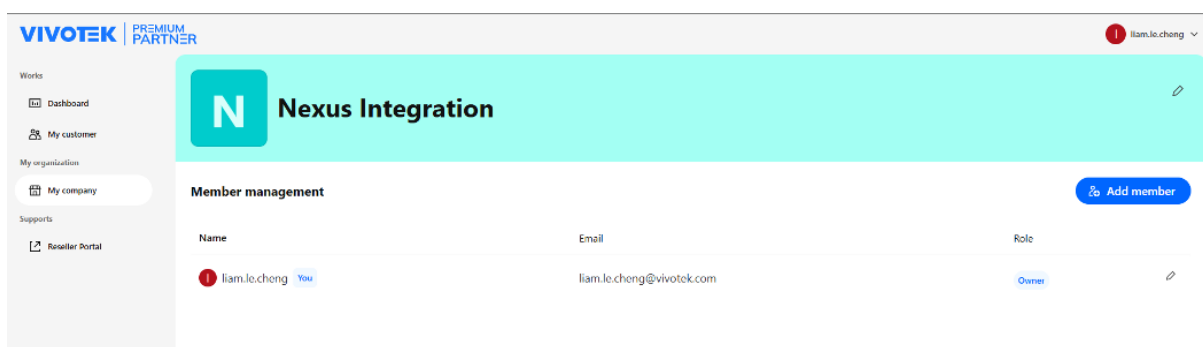 VIVOTEK PREMIUM PARTNER
liam.le.cheng
Works
Dashboard
My customer
My organization
My company
Supports
Reseller Portal
N
Nexus Integration
Member management
Add member
Name Email Role
l liam.le.cheng You liam.le.cheng@vivotek.com Owner